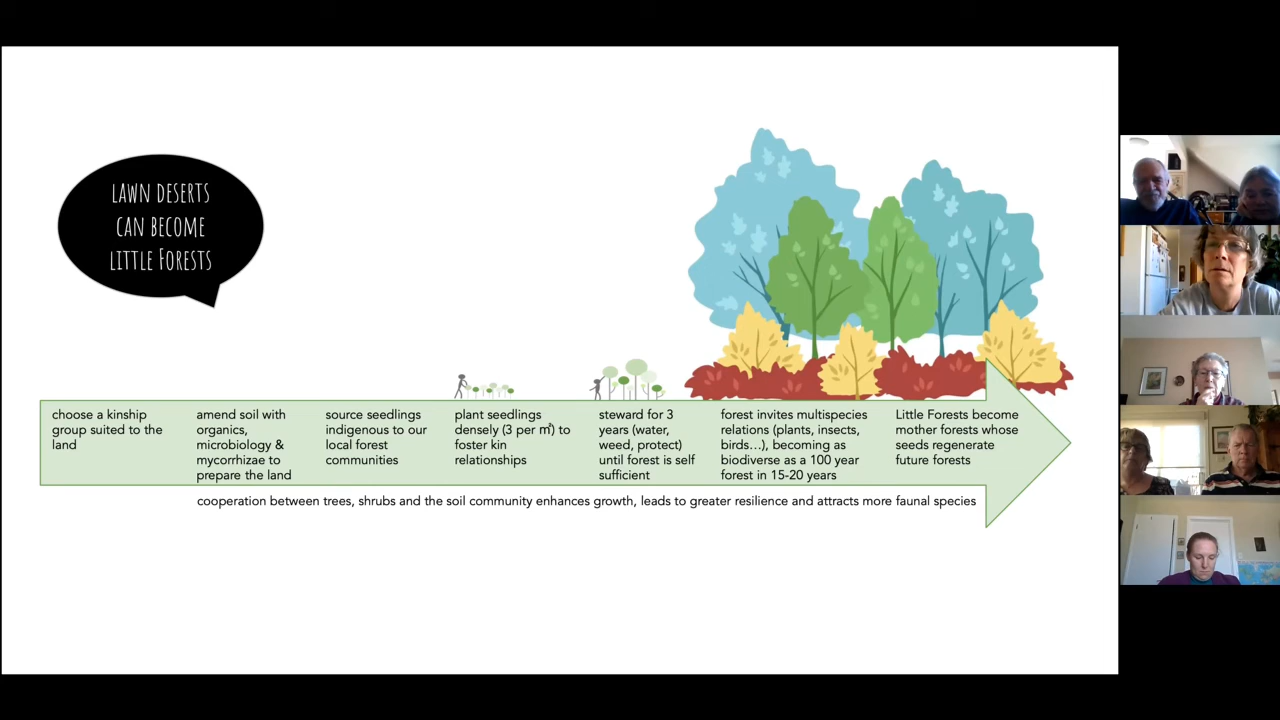 LAWN DESERTS
CAN BECOME
LITTLE FORESTS
choose a kinship
group suited to the
land
amend soil with
organics,
microbiology &
mycorrhizae to
prepare the land
source seedlings
indigenous to our
local forest
communities
plant seedlings
densely (3 per m²) to
foster kin
relationships
steward for 3
years (water,
weed, protect)
until forest is self
sufficient
forest invites multispecies
relations (plants, insects,
birds...), becoming as
biodiverse as a 100 year
forest in 15-20 years
Little Forests become
mother forests whose
seeds regenerate
future forests
cooperation between trees, shrubs and the soil community enhances growth, leads to greater resilience and attracts more faunal species